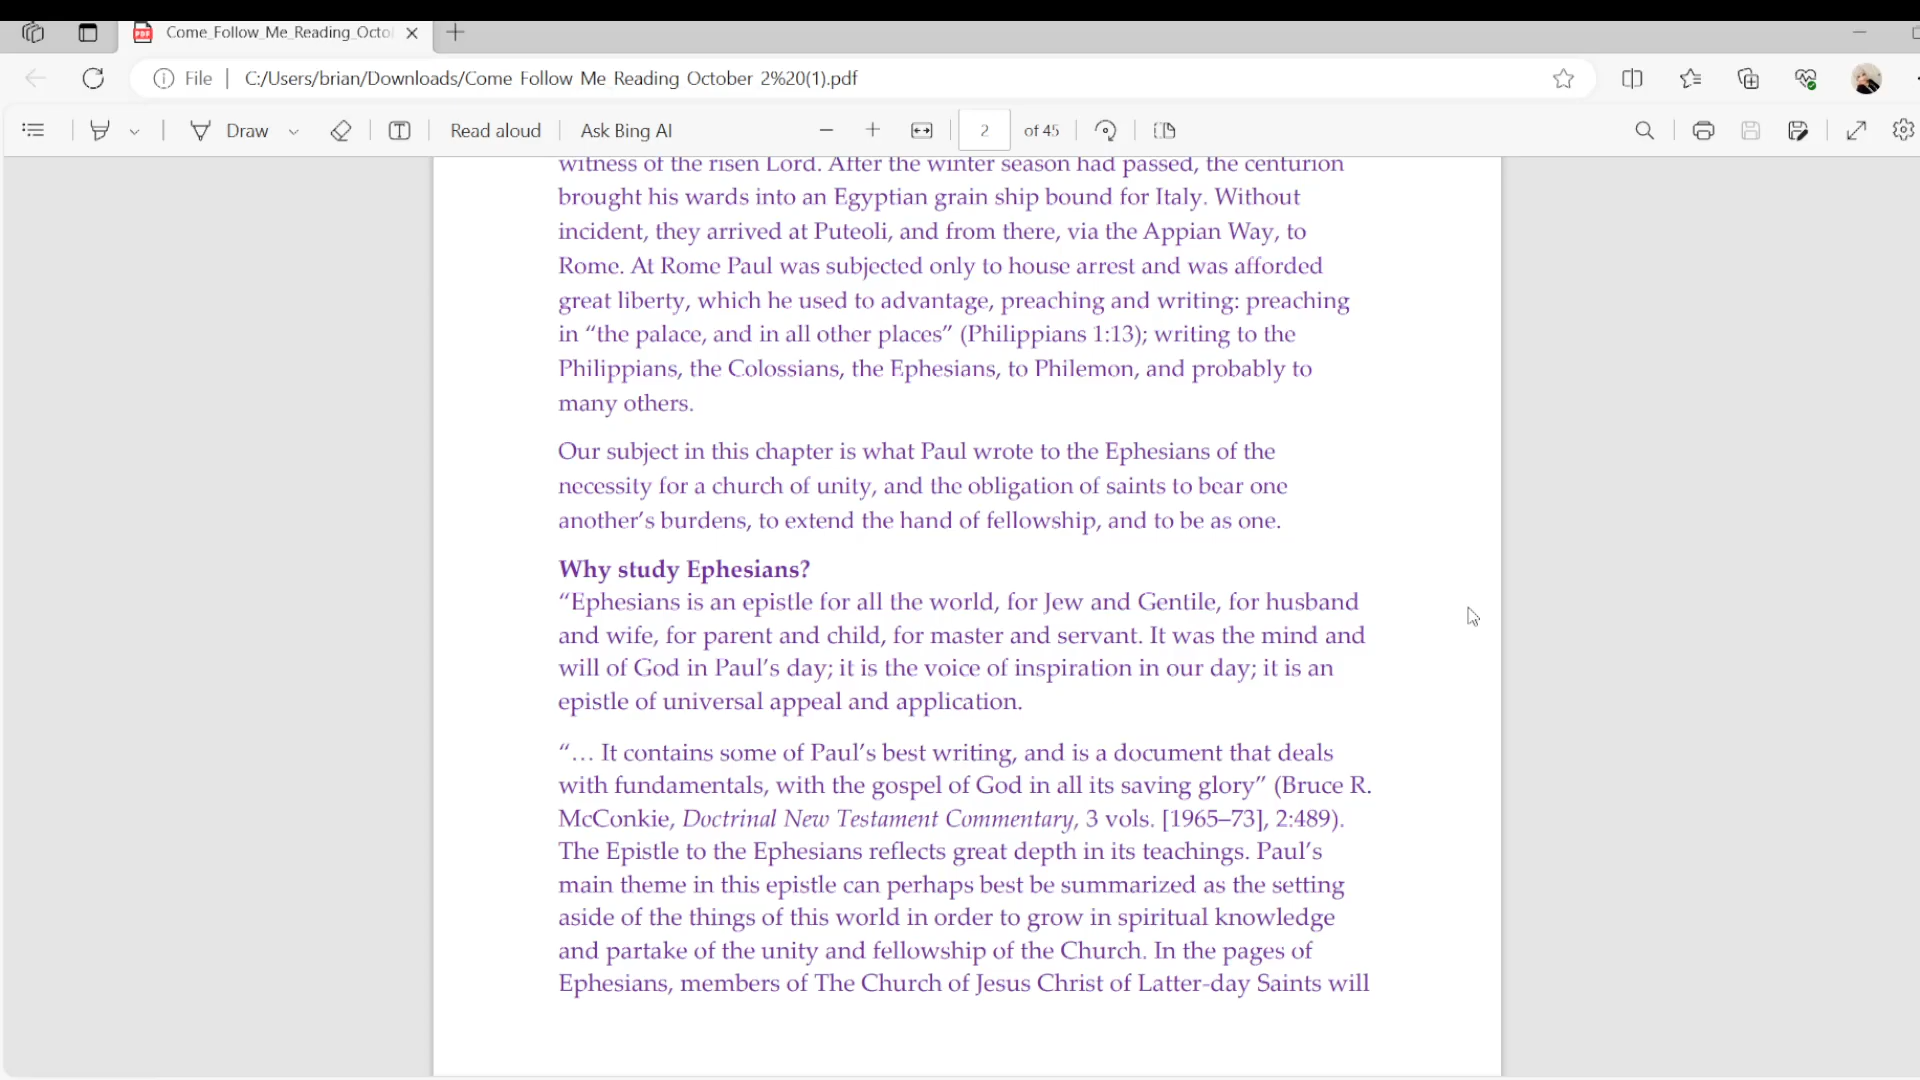 Come_Follow_Me_Reading_Octo
File
C:/Users/brian/Downloads/Come Follow Me Reading October 2%20(1).pdf
Draw
Read aloud
Ask Bing AI
2
of 45
witness of the risen Lord. After the winter season had passed, the centurion
brought his wards into an Egyptian grain ship bound for Italy. Without
incident, they arrived at Puteoli, and from there, via the Appian Way, to
Rome. At Rome Paul was subjected only to house arrest and was afforded
great liberty, which he used to advantage, preaching and writing: preaching
in “the palace, and in all other places” (Philippians 1:13); writing to the
Philippians, the Colossians, the Ephesians, to Philemon, and probably to
many others.
Our subject in this chapter is what Paul wrote to the Ephesians of the
necessity for a church of unity, and the obligation of saints to bear one
another’s burdens, to extend the hand of fellowship, and to be as one.
Why study Ephesians?
“Ephesians is an epistle for all the world, for Jew and Gentile, for husband
and wife, for parent and child, for master and servant. It was the mind and
will of God in Paul’s day; it is the voice of inspiration in our day; it is an
epistle of universal appeal and application.
“… It contains some of Paul’s best writing, and is a document that deals
with fundamentals, with the gospel of God in all its saving glory” (Bruce R.
McConkie, Doctrinal New Testament Commentary, 3 vols. [1965–73], 2:489).
The Epistle to the Ephesians reflects great depth in its teachings. Paul’s
main theme in this epistle can perhaps best be summarized as the setting
aside of the things of this world in order to grow in spiritual knowledge
and partake of the unity and fellowship of the Church. In the pages of
Ephesians, members of The Church of Jesus Christ of Latter-day Saints will